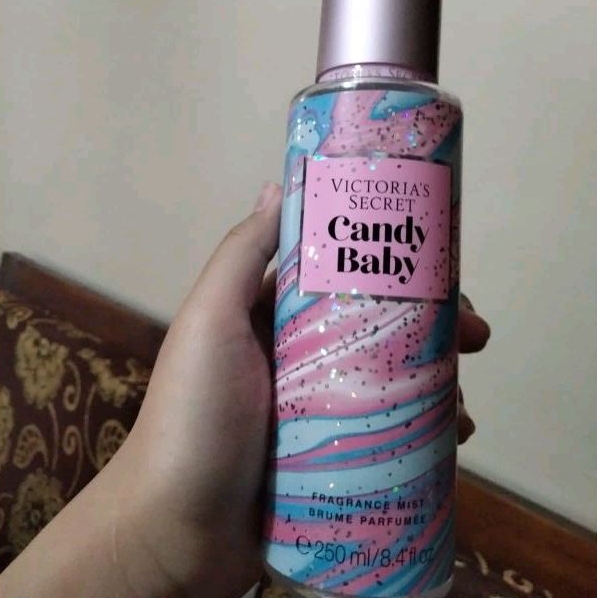 VICTORIA'S
SECRET
Candy
Baby
FRAGRANCE MIST
BRUME PARFUMÉE
℮ 250 ml/8.4 fl oz